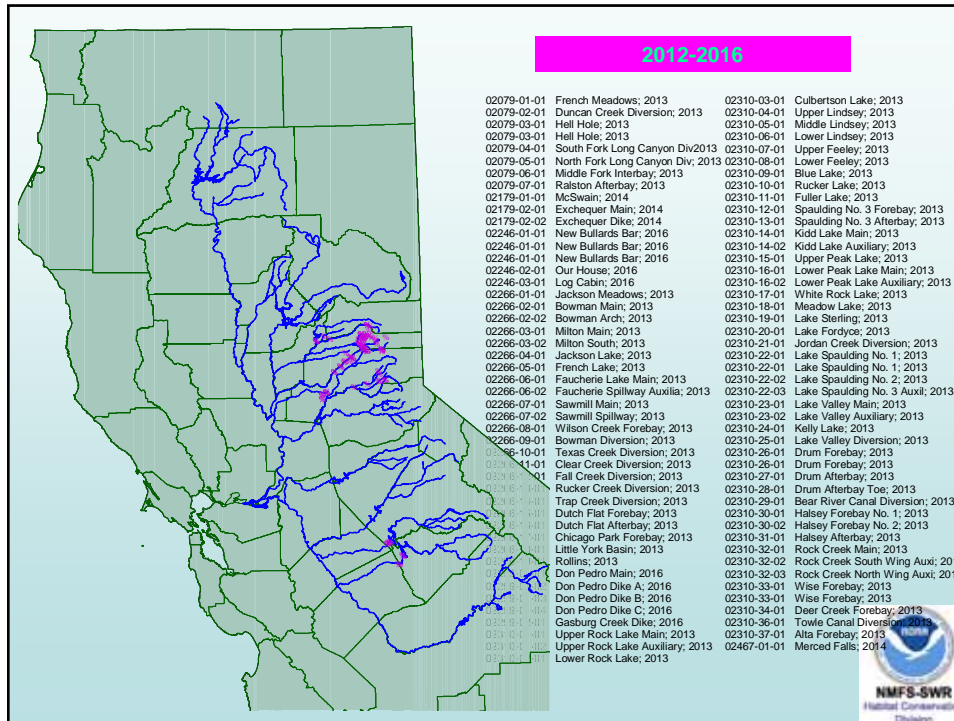 2012-2016
02079-01-01 French Meadows; 2013
02079-02-01 Duncan Creek Diversion; 2013
02079-03-01 Hell Hole; 2013
02079-03-01 Hell Hole; 2013
02079-04-01 South Fork Long Canyon Div2013
02079-05-01 North Fork Long Canyon Div; 2013
02079-06-01 Middle Fork Interbay; 2013
02079-07-01 Ralston Afterbay; 2013
02179-01-01 McSwain; 2014
02179-02-01 Exchequer Main; 2014
02179-02-02 Exchequer Dike; 2014
02246-01-01 New Bullards Bar; 2016
02246-01-01 New Bullards Bar; 2016
02246-01-01 New Bullards Bar; 2016
02246-02-01 Our House; 2016
02246-03-01 Log Cabin; 2016
02266-01-01 Jackson Meadows; 2013
02266-02-01 Bowman Main; 2013
02266-02-02 Bowman Arch; 2013
02266-03-01 Milton Main; 2013
02266-03-02 Milton South; 2013
02266-04-01 Jackson Lake; 2013
02266-05-01 French Lake; 2013
02266-06-01 Faucherie Lake Main; 2013
02266-06-02 Faucherie Spillway Auxilia; 2013
02266-07-01 Sawmill Main; 2013
02266-07-02 Sawmill Spillway; 2013
02266-08-01 Wilson Creek Forebay; 2013
02266-09-01 Bowman Diversion; 2013
02266-10-01 Texas Creek Diversion; 2013
11-01 Clear Creek Diversion; 2013
01 Fall Creek Diversion; 2013
Rucker Creek Diversion; 2013
Trap Creek Diversion; 2013
Dutch Flat Forebay; 2013
Dutch Flat Afterbay; 2013
Chicago Park Forebay; 2013
Little York Basin; 2013
Rollins; 2013
Don Pedro Main; 2016
Don Pedro Dike A; 2016
Don Pedro Dike B; 2016
Don Pedro Dike C; 2016
Gasburg Creek Dike; 2016
Upper Rock Lake Main; 2013
Upper Rock Lake Auxiliary; 2013
Lower Rock Lake; 2013
02310-03-01 Culbertson Lake; 2013
02310-04-01 Upper Lindsey; 2013
02310-05-01 Middle Lindsey; 2013
02310-06-01 Lower Lindsey; 2013
02310-07-01 Upper Feeley; 2013
02310-08-01 Lower Feeley; 2013
02310-09-01 Blue Lake; 2013
02310-10-01 Rucker Lake; 2013
02310-11-01 Fuller Lake; 2013
02310-12-01 Spaulding No. 3 Forebay; 2013
02310-13-01 Spaulding No. 3 Afterbay; 2013
02310-14-01 Kidd Lake Main; 2013
02310-14-02 Kidd Lake Auxiliary; 2013
02310-15-01 Upper Peak Lake; 2013
02310-16-01 Lower Peak Lake Main; 2013
02310-16-02 Lower Peak Lake Auxiliary; 2013
02310-17-01 White Rock Lake; 2013
02310-18-01 Meadow Lake; 2013
02310-19-01 Lake Sterling; 2013
02310-20-01 Lake Fordyce; 2013
02310-21-01 Jordan Creek Diversion; 2013
02310-22-01 Lake Spaulding No. 1; 2013
02310-22-01 Lake Spaulding No. 1; 2013
02310-22-02 Lake Spaulding No. 2; 2013
02310-22-03 Lake Spaulding No. 3 Auxil; 2013
02310-23-01 Lake Valley Main; 2013
02310-23-02 Lake Valley Auxiliary; 2013
02310-24-01 Kelly Lake; 2013
02310-25-01 Lake Valley Diversion; 2013
02310-26-01 Drum Forebay; 2013
02310-26-01 Drum Forebay; 2013
02310-27-01 Drum Afterbay; 2013
02310-28-01 Drum Afterbay Toe; 2013
02310-29-01 Bear River Canal Diversion; 2013
02310-30-01 Halsey Forebay No. 1; 2013
02310-30-02 Halsey Forebay No. 2; 2013
02310-31-01 Halsey Afterbay; 2013
02310-32-01 Rock Creek Main; 2013
02310-32-02 Rock Creek South Wing Auxi; 201
02310-32-03 Rock Creek North Wing Auxi; 201
02310-33-01 Wise Forebay; 2013
02310-33-01 Wise Forebay; 2013
02310-34-01 Deer Creek Forebay; 2013
02310-36-01 Towle Canal Diversion; 2013
02310-37-01 Alta Forebay; 2013
02467-01-01 Merced Falls; 2014
NMFS-SWR
Habitat Conservation
Division